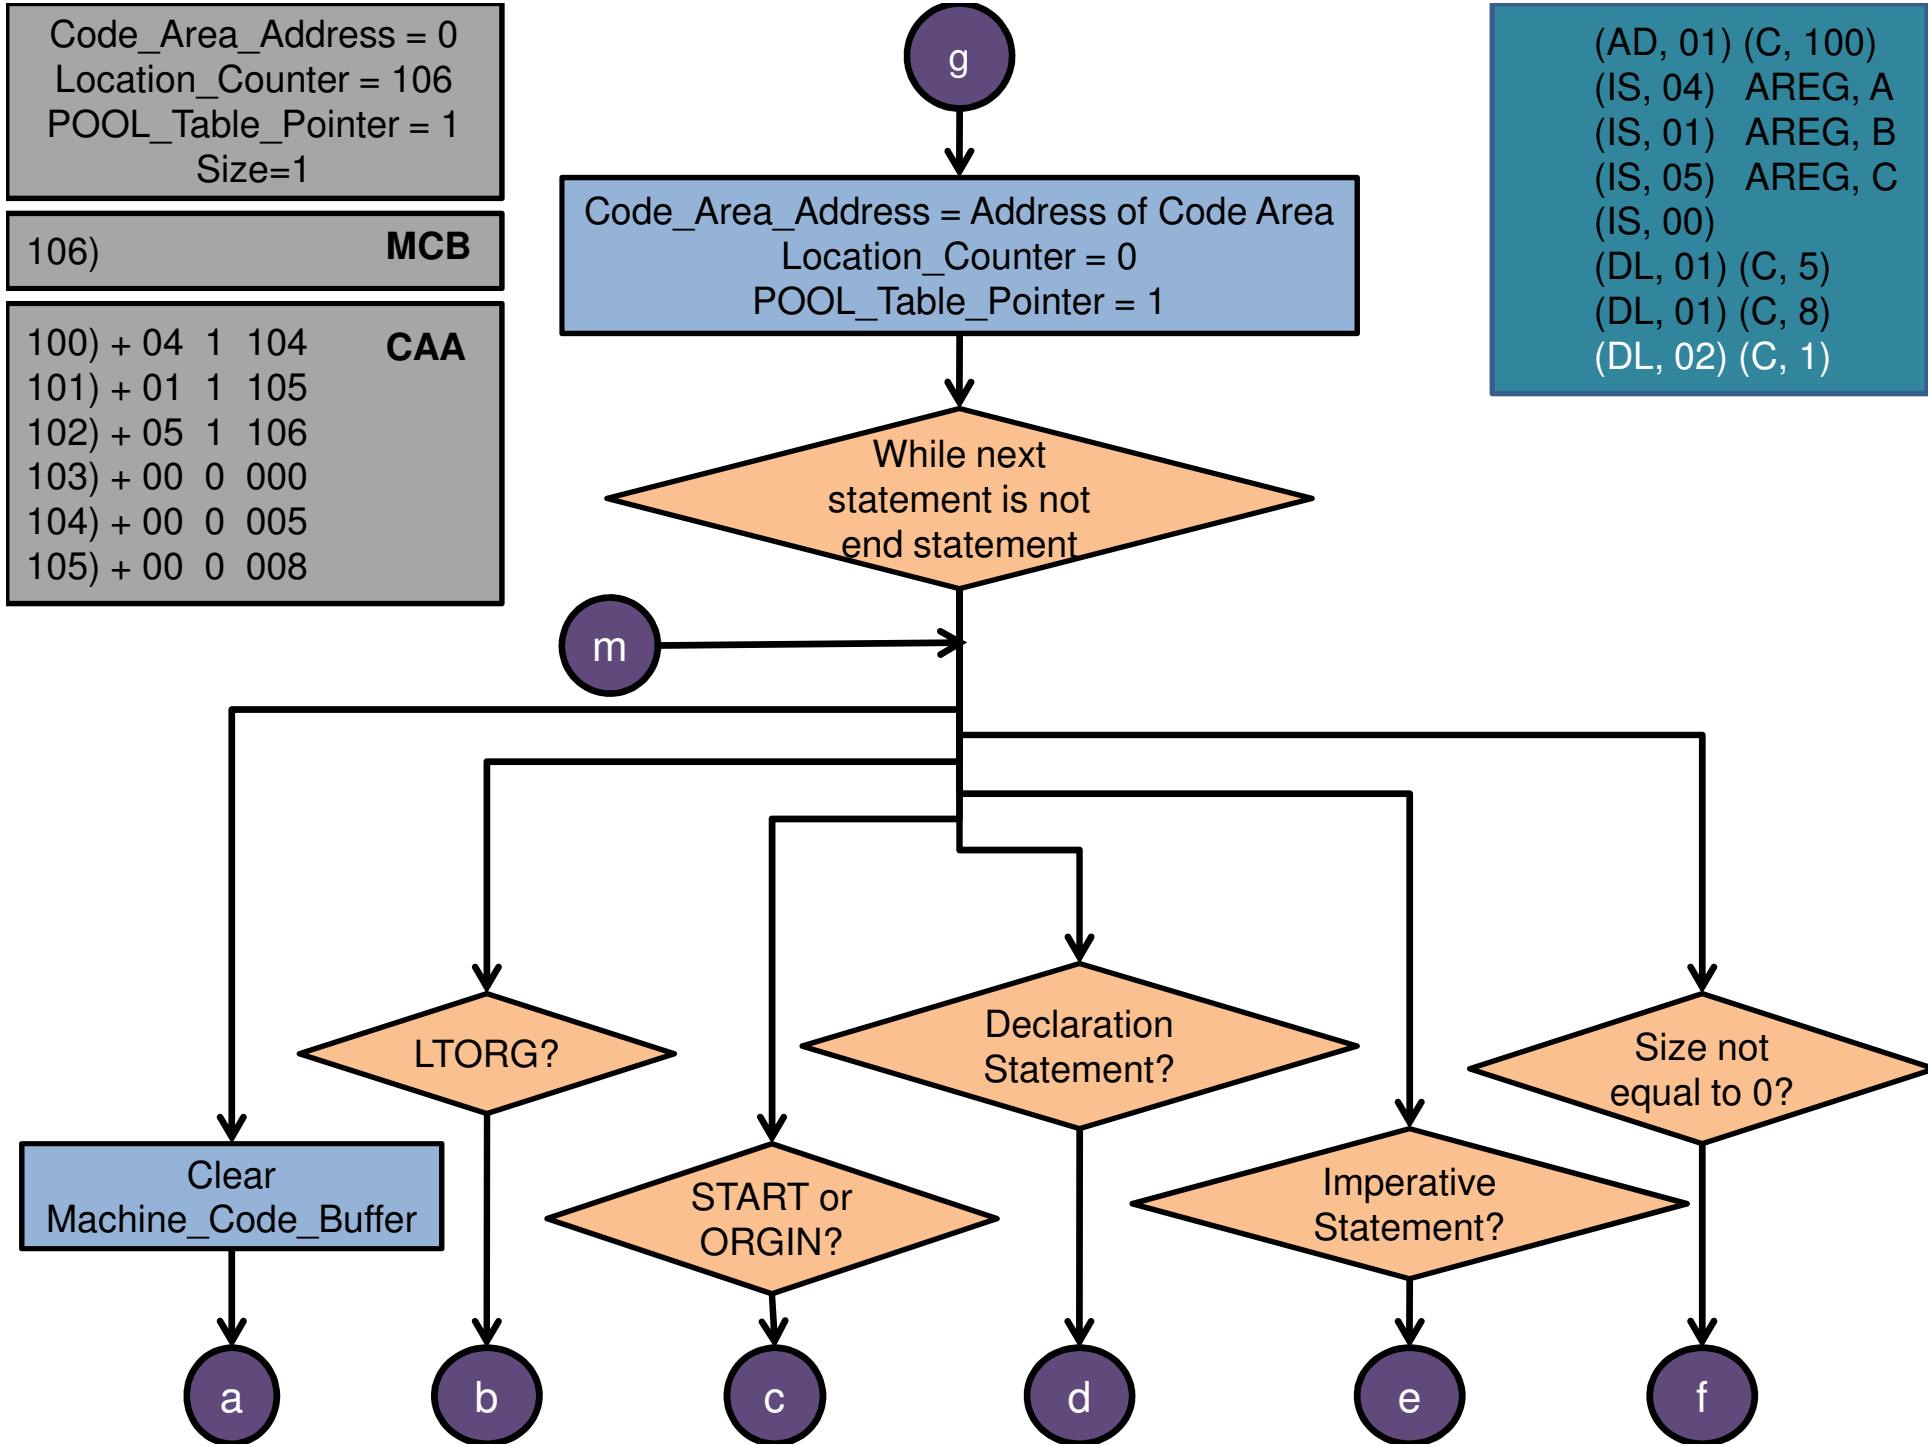 Code_Area_Address = 0
Location_Counter = 106
POOL_Table_Pointer = 1
Size=1
106)
MCB
100) + 04 1 104
CAA
101) + 01 1 105
102) + 05 1 106
103) + 00 0 000
104) + 00 0 005
105) + 00 0 008
g
Code_Area_Address = Address of Code Area
Location_Counter = 0
POOL_Table_Pointer = 1
(AD, 01) (C, 100)
(IS, 04) AREG, A
(IS, 01) AREG, B
(IS, 05) AREG, C
(IS, 00)
(DL, 01) (C, 5)
(DL, 01) (C, 8)
(DL, 02) (C, 1)
While next
statement is not
end statement
m
LTORG?
Declaration
Statement?
Size not
equal to 0?
Clear
Machine_Code_Buffer
START or
ORGIN?
Imperative
Statement?
a
b
c
d
e
f